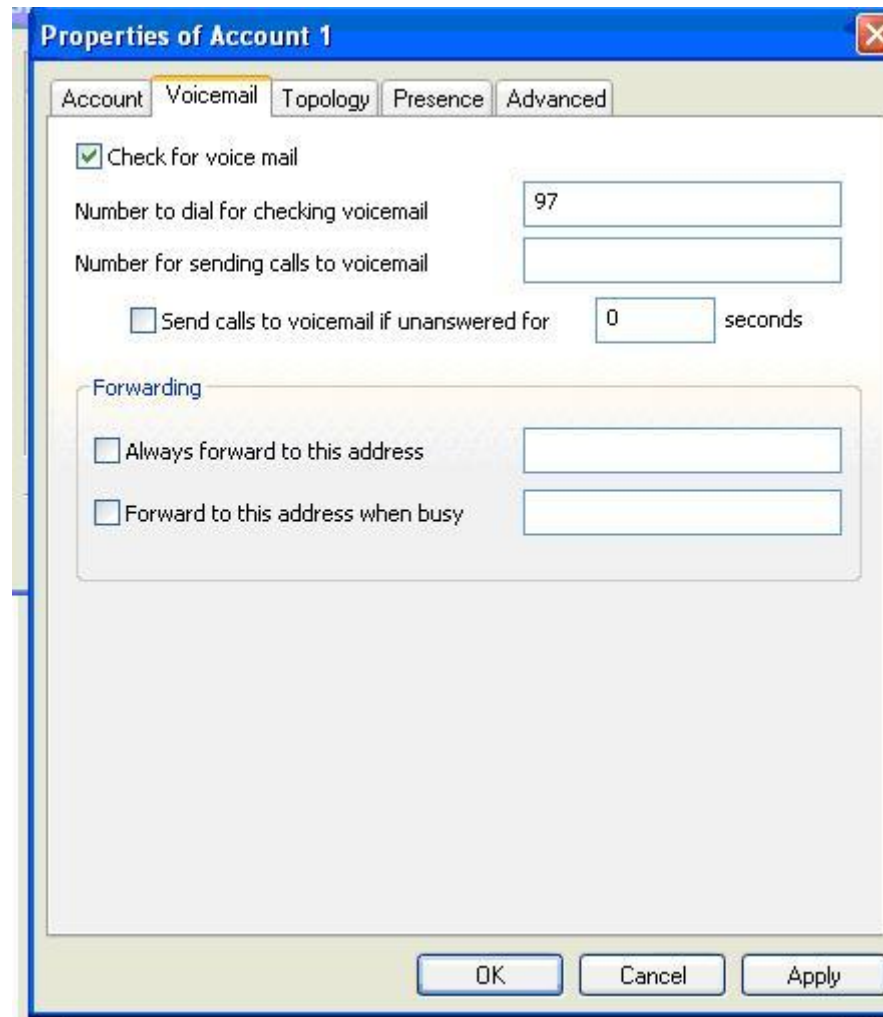 Properties of Account 1
Account Voicemail Topology Presence Advanced
Check for voice mail
Number to dial for checking voicemail 97
Number for sending calls to voicemail
Send calls to voicemail if unanswered for 0 seconds
Forwarding
Always forward to this address
Forward to this address when busy
OK Cancel Apply